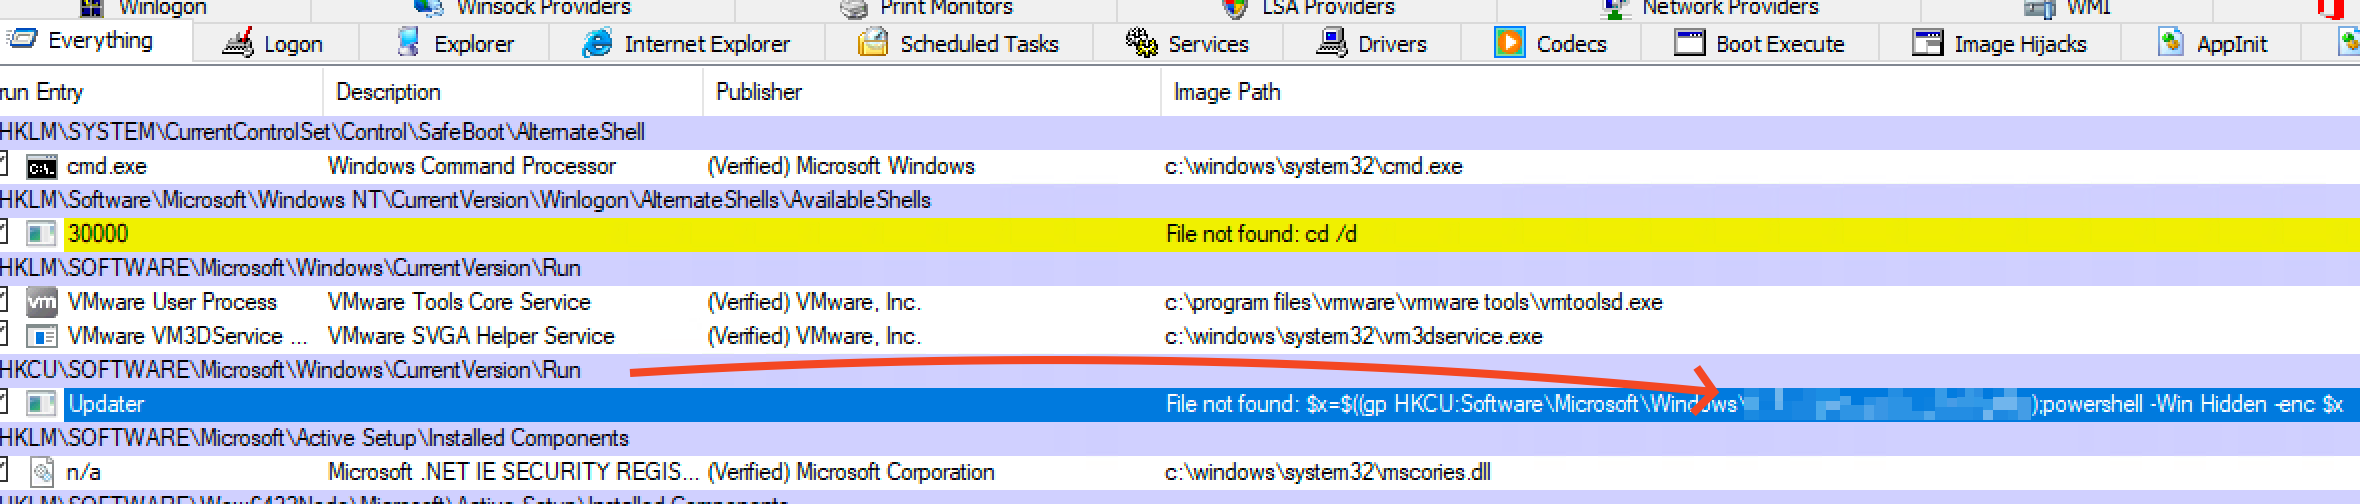 Winlogon Winsock Providers Print Monitors LSA Providers Network Providers WMI
Everything Logon Explorer Internet Explorer Scheduled Tasks Services Drivers Codecs Boot Execute Image Hijacks AppInit
run Entry Description Publisher Image Path
HKLM\SYSTEM\CurrentControlSet\Control\SafeBoot\AlternateShell
cmd.exe Windows Command Processor (Verified) Microsoft Windows c:\windows\system32\cmd.exe
HKLM\Software\Microsoft\Windows NT\CurrentVersion\Winlogon\AlternateShells\AvailableShells
30000 File not found: cd /d
HKLM\SOFTWARE\Microsoft\Windows\CurrentVersion\Run
VMware User Process VMware Tools Core Service (Verified) VMware, Inc. c:\program files\vmware\vmware tools\vmtoolsd.exe
VMware VM3DService ... VMware SVGA Helper Service (Verified) VMware, Inc. c:\windows\system32\vm3dservice.exe
HKCU\SOFTWARE\Microsoft\Windows\CurrentVersion\Run
Updater File not found: $x=$((gp HKCU:Software\Microsoft\Windows\ );powershell -Win Hidden -enc $x
HKLM\SOFTWARE\Microsoft\Active Setup\Installed Components
n/a Microsoft .NET IE SECURITY REGIS... (Verified) Microsoft Corporation c:\windows\system32\mscories.dll
HKLM\SOFTWARE\Wow6432Node\Microsoft\Active Setup\Installed Components